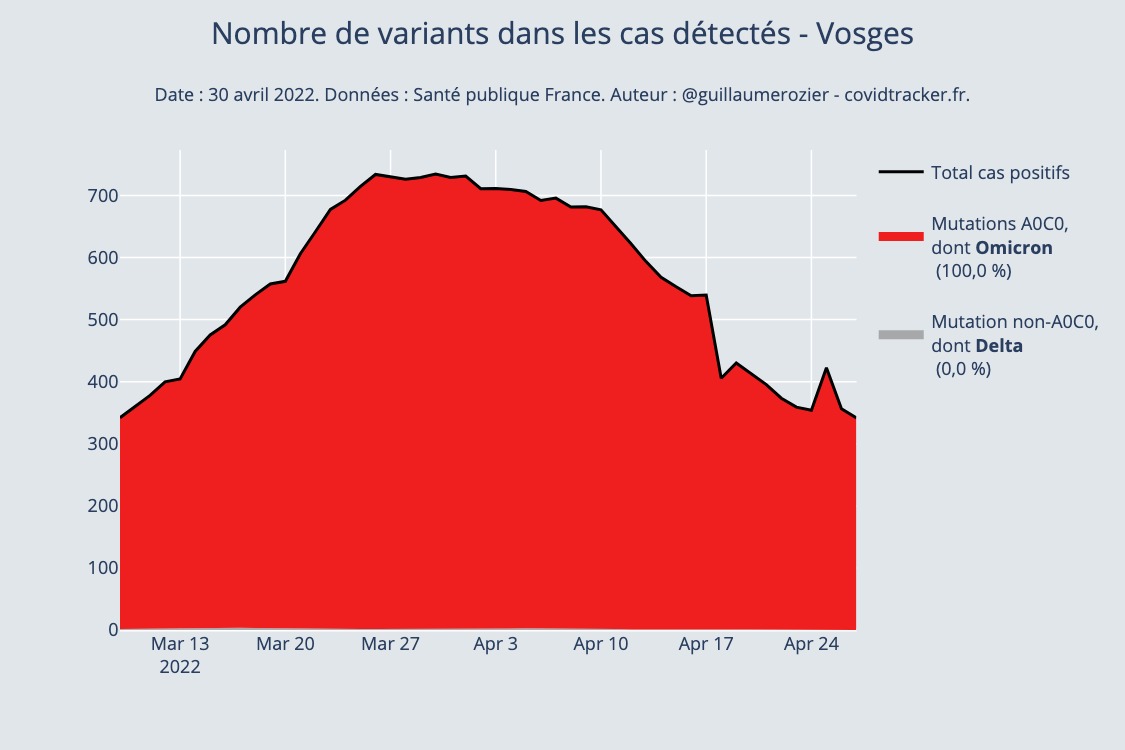 Nombre de variants dans les cas détectés - Vosges
Date : 30 avril 2022. Données : Santé publique France. Auteur : @guillaumerozier - covidtracker.fr.
Total cas positifs
Mutations A0C0,
dont Omicron
(100,0 %)
Mutation non-A0C0,
dont Delta
(0,0 %)
700
600
500
400
300
200
100
0
Mar 13
2022
Mar 20
Mar 27
Apr 3
Apr 10
Apr 17
Apr 24